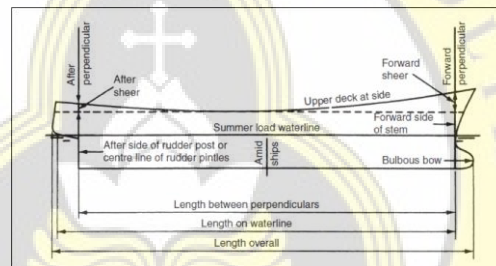 After
perpendicular
After
sheer
Forward
sheer
Forward
perpendicular
Upper deck at side
Summer load waterline
Forward side
of stem
After side of rudder post or
centre line of rudder pintles
Amid
ships
Bulbous bow
Length between perpendiculars
Length on waterline
Length overall